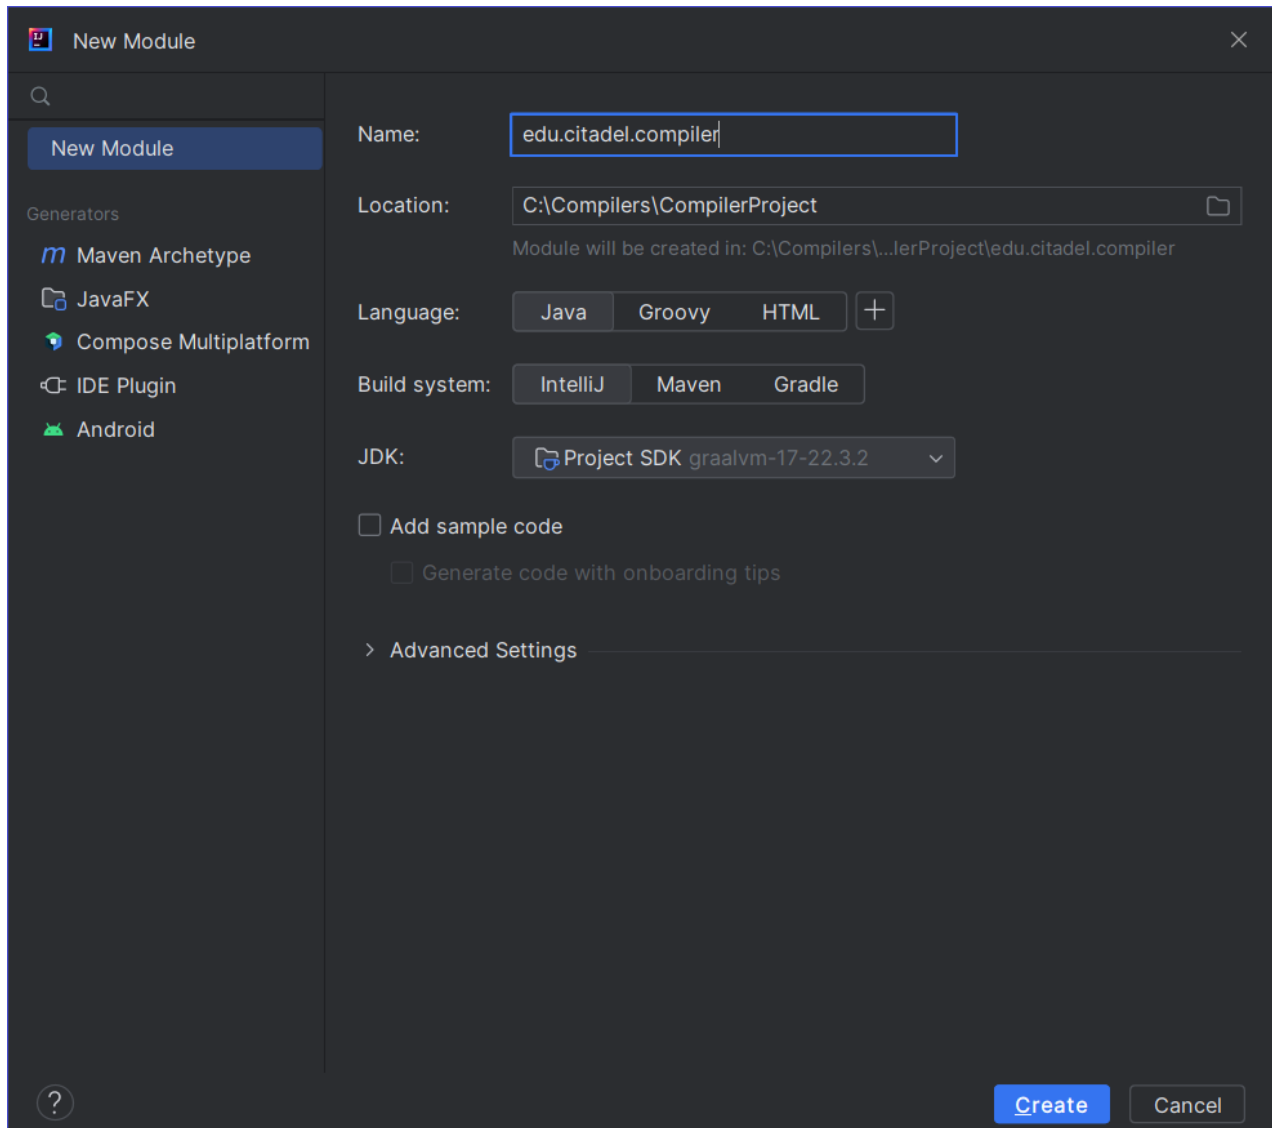 New Module
New Module
Generators
Maven Archetype
JavaFX
Compose Multiplatform
IDE Plugin
Android
Name: edu.citadel.compiler
Location: C:\Compilers\CompilerProject
Module will be created in: C:\Compilers\...lerProject\edu.citadel.compiler
Language: Java Groovy HTML +
Build system: IntelliJ Maven Gradle
JDK: Project SDK graalvm-17-22.3.2
Add sample code
Generate code with onboarding tips
Advanced Settings
? Create Cancel